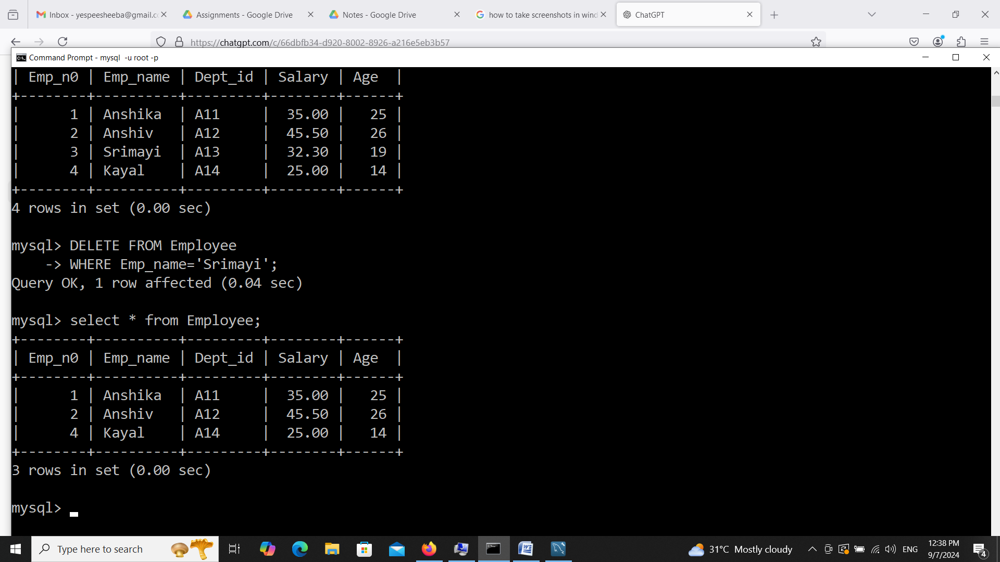 Inbox - yespeesheeba@gmail.c
Assignments - Google Drive
Notes - Google Drive
how to take screenshots in wind
ChatGPT
https://chatgpt.com/c/66dbfb34-d920-8002-8926-a216e5eb3b57
Command Prompt - mysql  -u root -p
| Emp_n0 | Emp_name | Dept_id | Salary | Age  |
+--------+----------+---------+--------+------+
|      1 | Anshika  | A11     |  35.00 |   25 |
|      2 | Anshiv   | A12     |  45.50 |   26 |
|      3 | Srimayi  | A13     |  32.30 |   19 |
|      4 | Kayal    | A14     |  25.00 |   14 |
+--------+----------+---------+--------+------+
4 rows in set (0.00 sec)
mysql> DELETE FROM Employee
    -> WHERE Emp_name='Srimayi';
Query OK, 1 row affected (0.04 sec)
mysql> select * from Employee;
+--------+----------+---------+--------+------+
| Emp_n0 | Emp_name | Dept_id | Salary | Age  |
+--------+----------+---------+--------+------+
|      1 | Anshika  | A11     |  35.00 |   25 |
|      2 | Anshiv   | A12     |  45.50 |   26 |
|      4 | Kayal    | A14     |  25.00 |   14 |
+--------+----------+---------+--------+------+
3 rows in set (0.00 sec)
mysql>
Type here to search
31°C Mostly cloudy
ENG
12:38 PM
9/7/2024
4